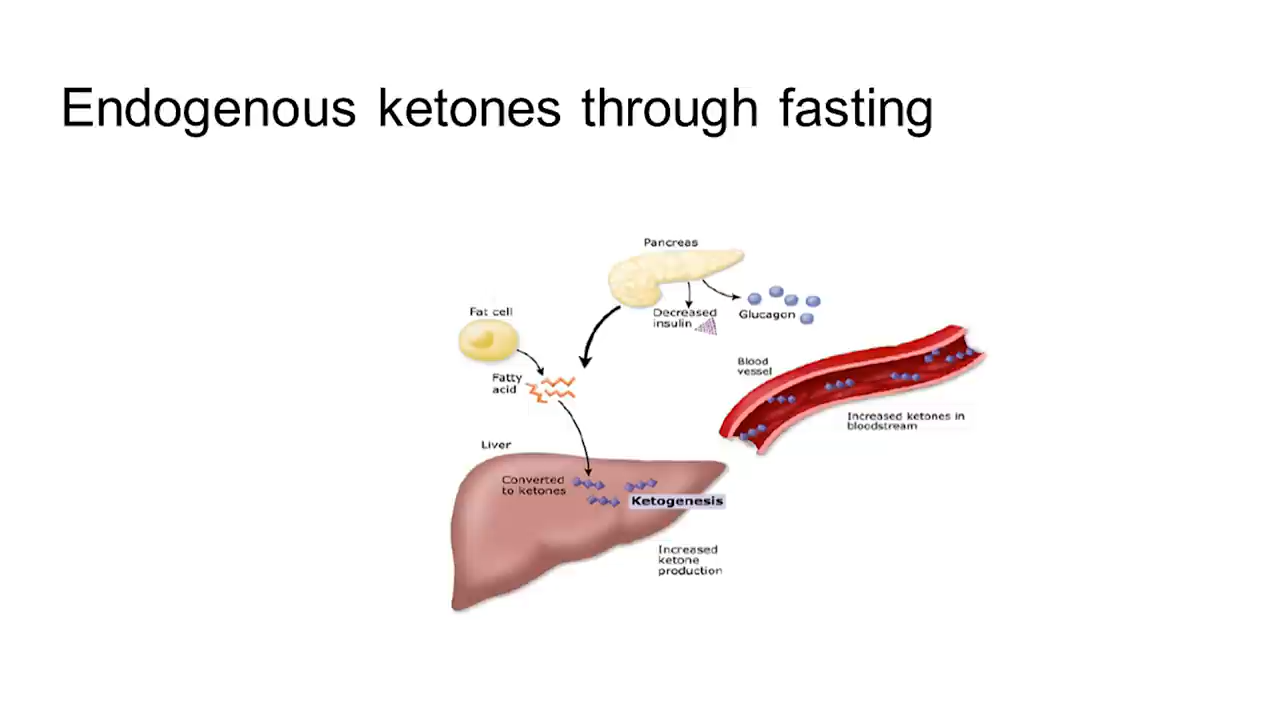 Endogenous ketones through fasting
Pancreas
Fat cell
Decreased
insulin
Glucagon
Fatty
acid
Blood
vessel
Increased ketones in
bloodstream
Liver
Converted
to ketones
Ketogenesis
Increased
ketone
production